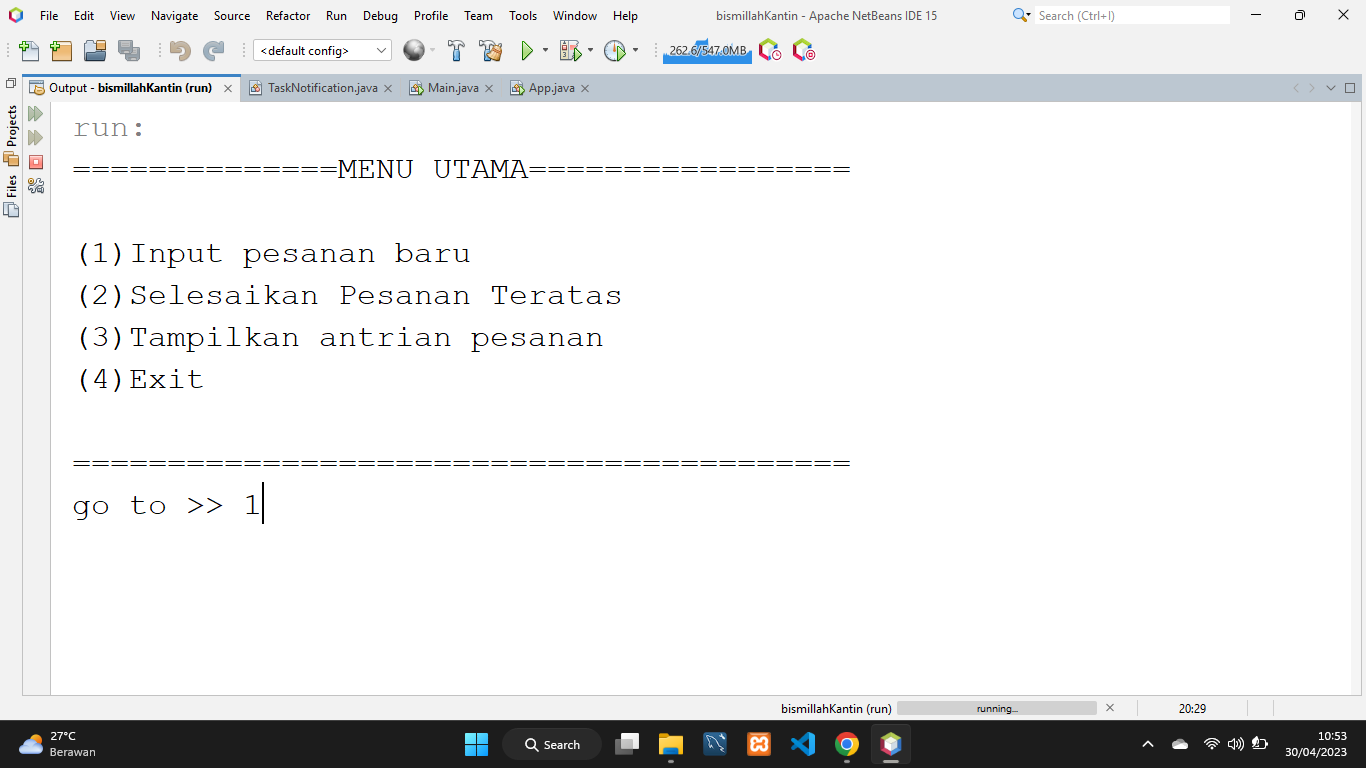 File Edit View Navigate Source Refactor Run Debug Profile Team Tools Window Help bismillahKantin - Apache NetBeans IDE 15 Search (Ctrl+I)
<default config> 262.6/547.0MB
Output - bismillahKantin (run) TaskNotification.java Main.java App.java
Projects
Files
run:
==============MENU UTAMA=================
(1)Input pesanan baru
(2)Selesaikan Pesanan Teratas
(3)Tampilkan antrian pesanan
(4)Exit
=========================================
go to >> 1
bismillahKantin (run) running... 20:29
27°C
Berawan
Search
10:53
30/04/2023